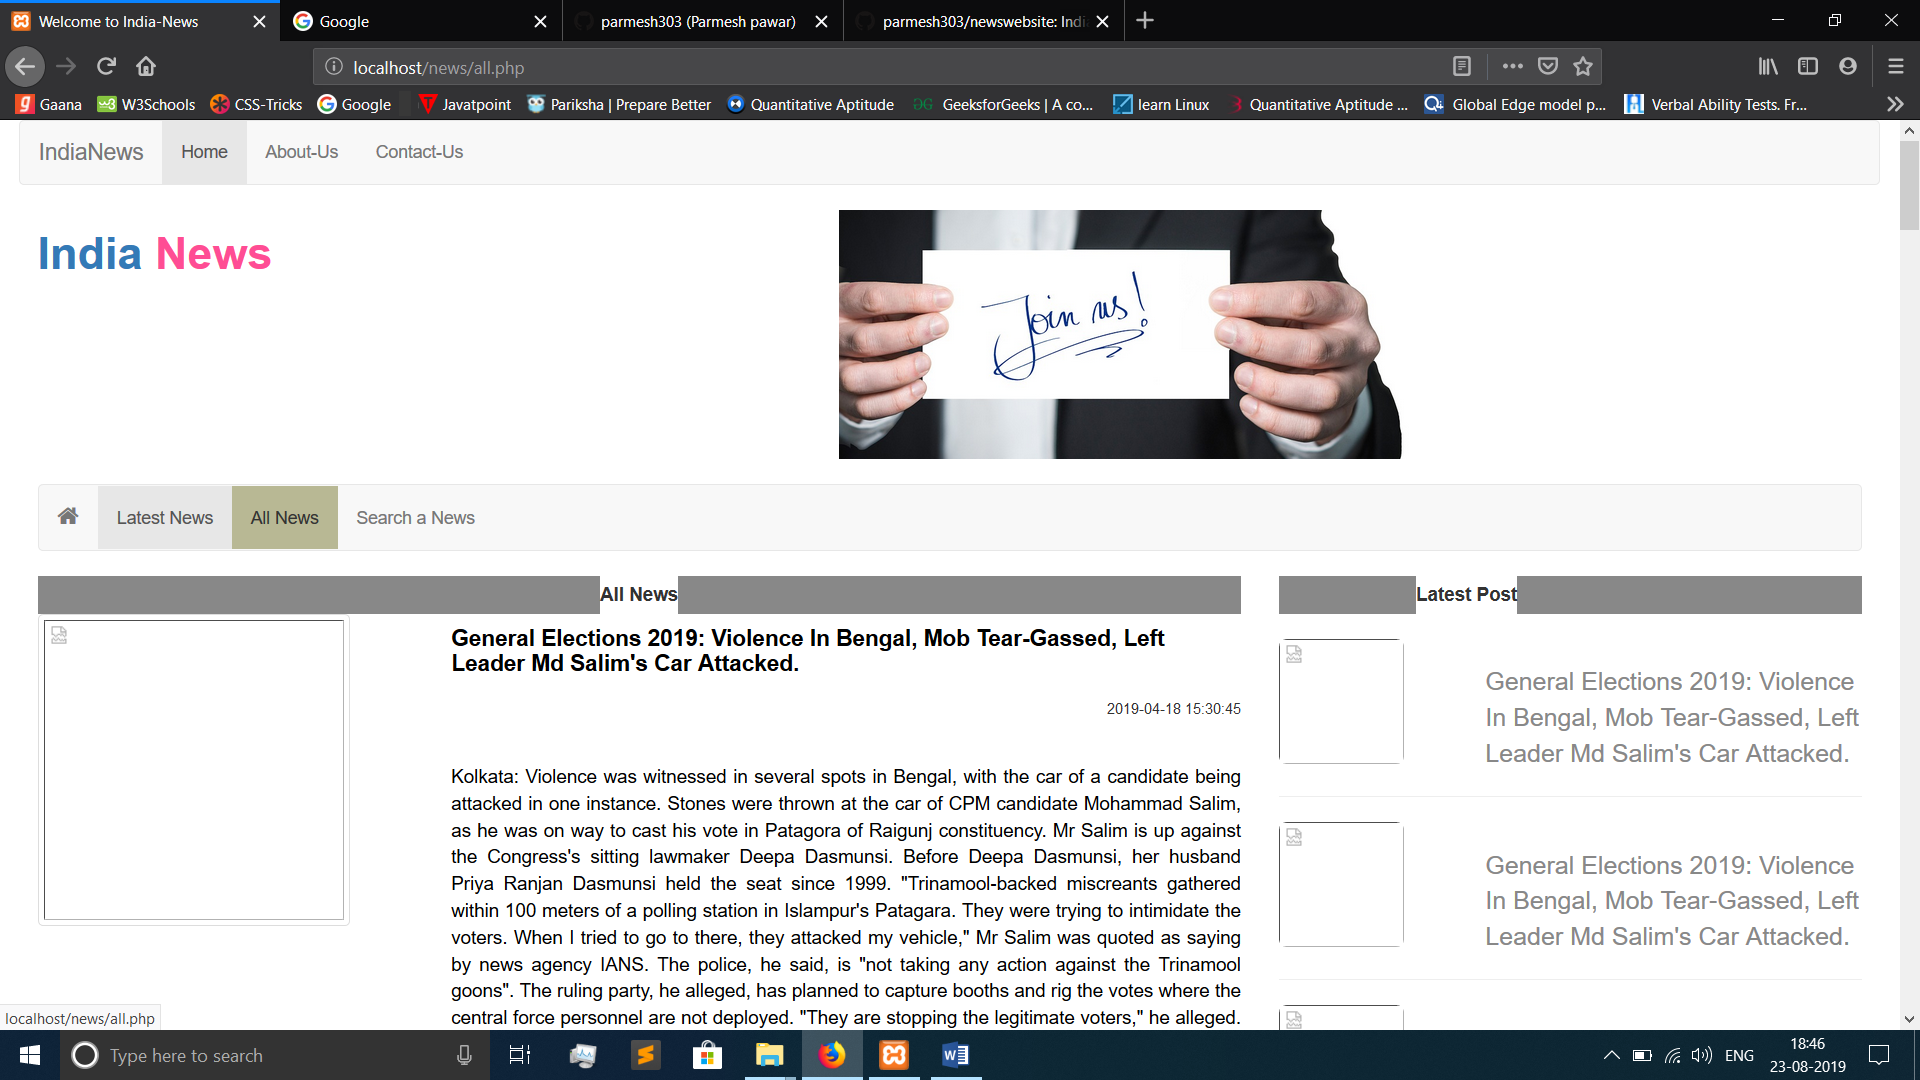 Welcome to India-News
Google
parmesh303 (Parmesh pawar)
parmesh303/newswebsite: Indi
localhost/news/all.php
Gaana
W3Schools
CSS-Tricks
Google
Javatpoint
Pariksha | Prepare Better
Quantitative Aptitude
GeeksforGeeks | A co...
learn Linux
Quantitative Aptitude ...
Global Edge model p...
Verbal Ability Tests. Fr...
IndiaNews
Home
About-Us
Contact-Us
India News
Join us!
Latest News
All News
Search a News
All News
General Elections 2019: Violence In Bengal, Mob Tear-Gassed, Left
Leader Md Salim's Car Attacked.
2019-04-18 15:30:45
Kolkata: Violence was witnessed in several spots in Bengal, with the car of a candidate being
attacked in one instance. Stones were thrown at the car of CPM candidate Mohammad Salim,
as he was on way to cast his vote in Patagora of Raigunj constituency. Mr Salim is up against
the Congress's sitting lawmaker Deepa Dasmunsi. Before Deepa Dasmunsi, her husband
Priya Ranjan Dasmunsi held the seat since 1999. "Trinamool-backed miscreants gathered
within 100 meters of a polling station in Islampur's Patagara. They were trying to intimidate the
voters. When I tried to go to there, they attacked my vehicle," Mr Salim was quoted as saying
by news agency IANS. The police, he said, is "not taking any action against the Trinamool
goons". The ruling party, he alleged, has planned to capture booths and rig the votes where the
central force personnel are not deployed. "They are stopping the legitimate voters," he alleged.
Latest Post
General Elections 2019: Violence
In Bengal, Mob Tear-Gassed, Left
Leader Md Salim's Car Attacked.
General Elections 2019: Violence
In Bengal, Mob Tear-Gassed, Left
Leader Md Salim's Car Attacked.
localhost/news/all.php
Type here to search
ENG
18:46
23-08-2019